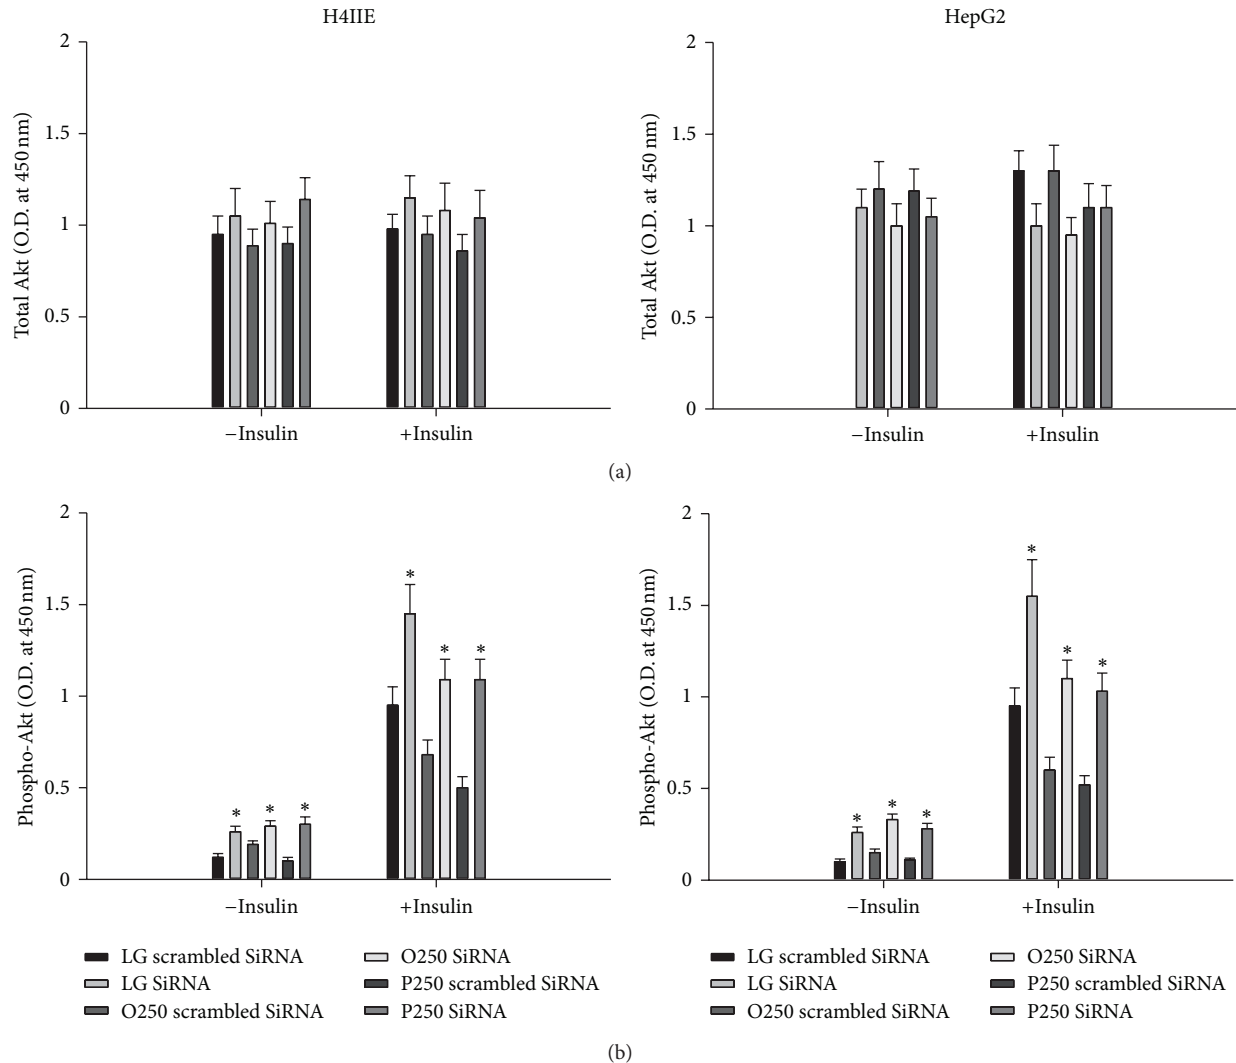 H4IIE
HepG2
Total Akt (O.D. at 450 nm)
2
1.5
1
0.5
0
−Insulin
+Insulin
Total Akt (O.D. at 450 nm)
2
1.5
1
0.5
0
−Insulin
+Insulin
(a)
Phospho-Akt (O.D. at 450 nm)
2
1.5
1
0.5
0
*
*
*
*
*
*
−Insulin
+Insulin
LG scrambled SiRNA
LG SiRNA
O250 scrambled SiRNA
O250 SiRNA
P250 scrambled SiRNA
P250 SiRNA
Phospho-Akt (O.D. at 450 nm)
2
1.5
1
0.5
0
*
*
*
*
*
*
−Insulin
+Insulin
LG scrambled SiRNA
LG SiRNA
O250 scrambled SiRNA
O250 SiRNA
P250 scrambled SiRNA
P250 SiRNA
(b)